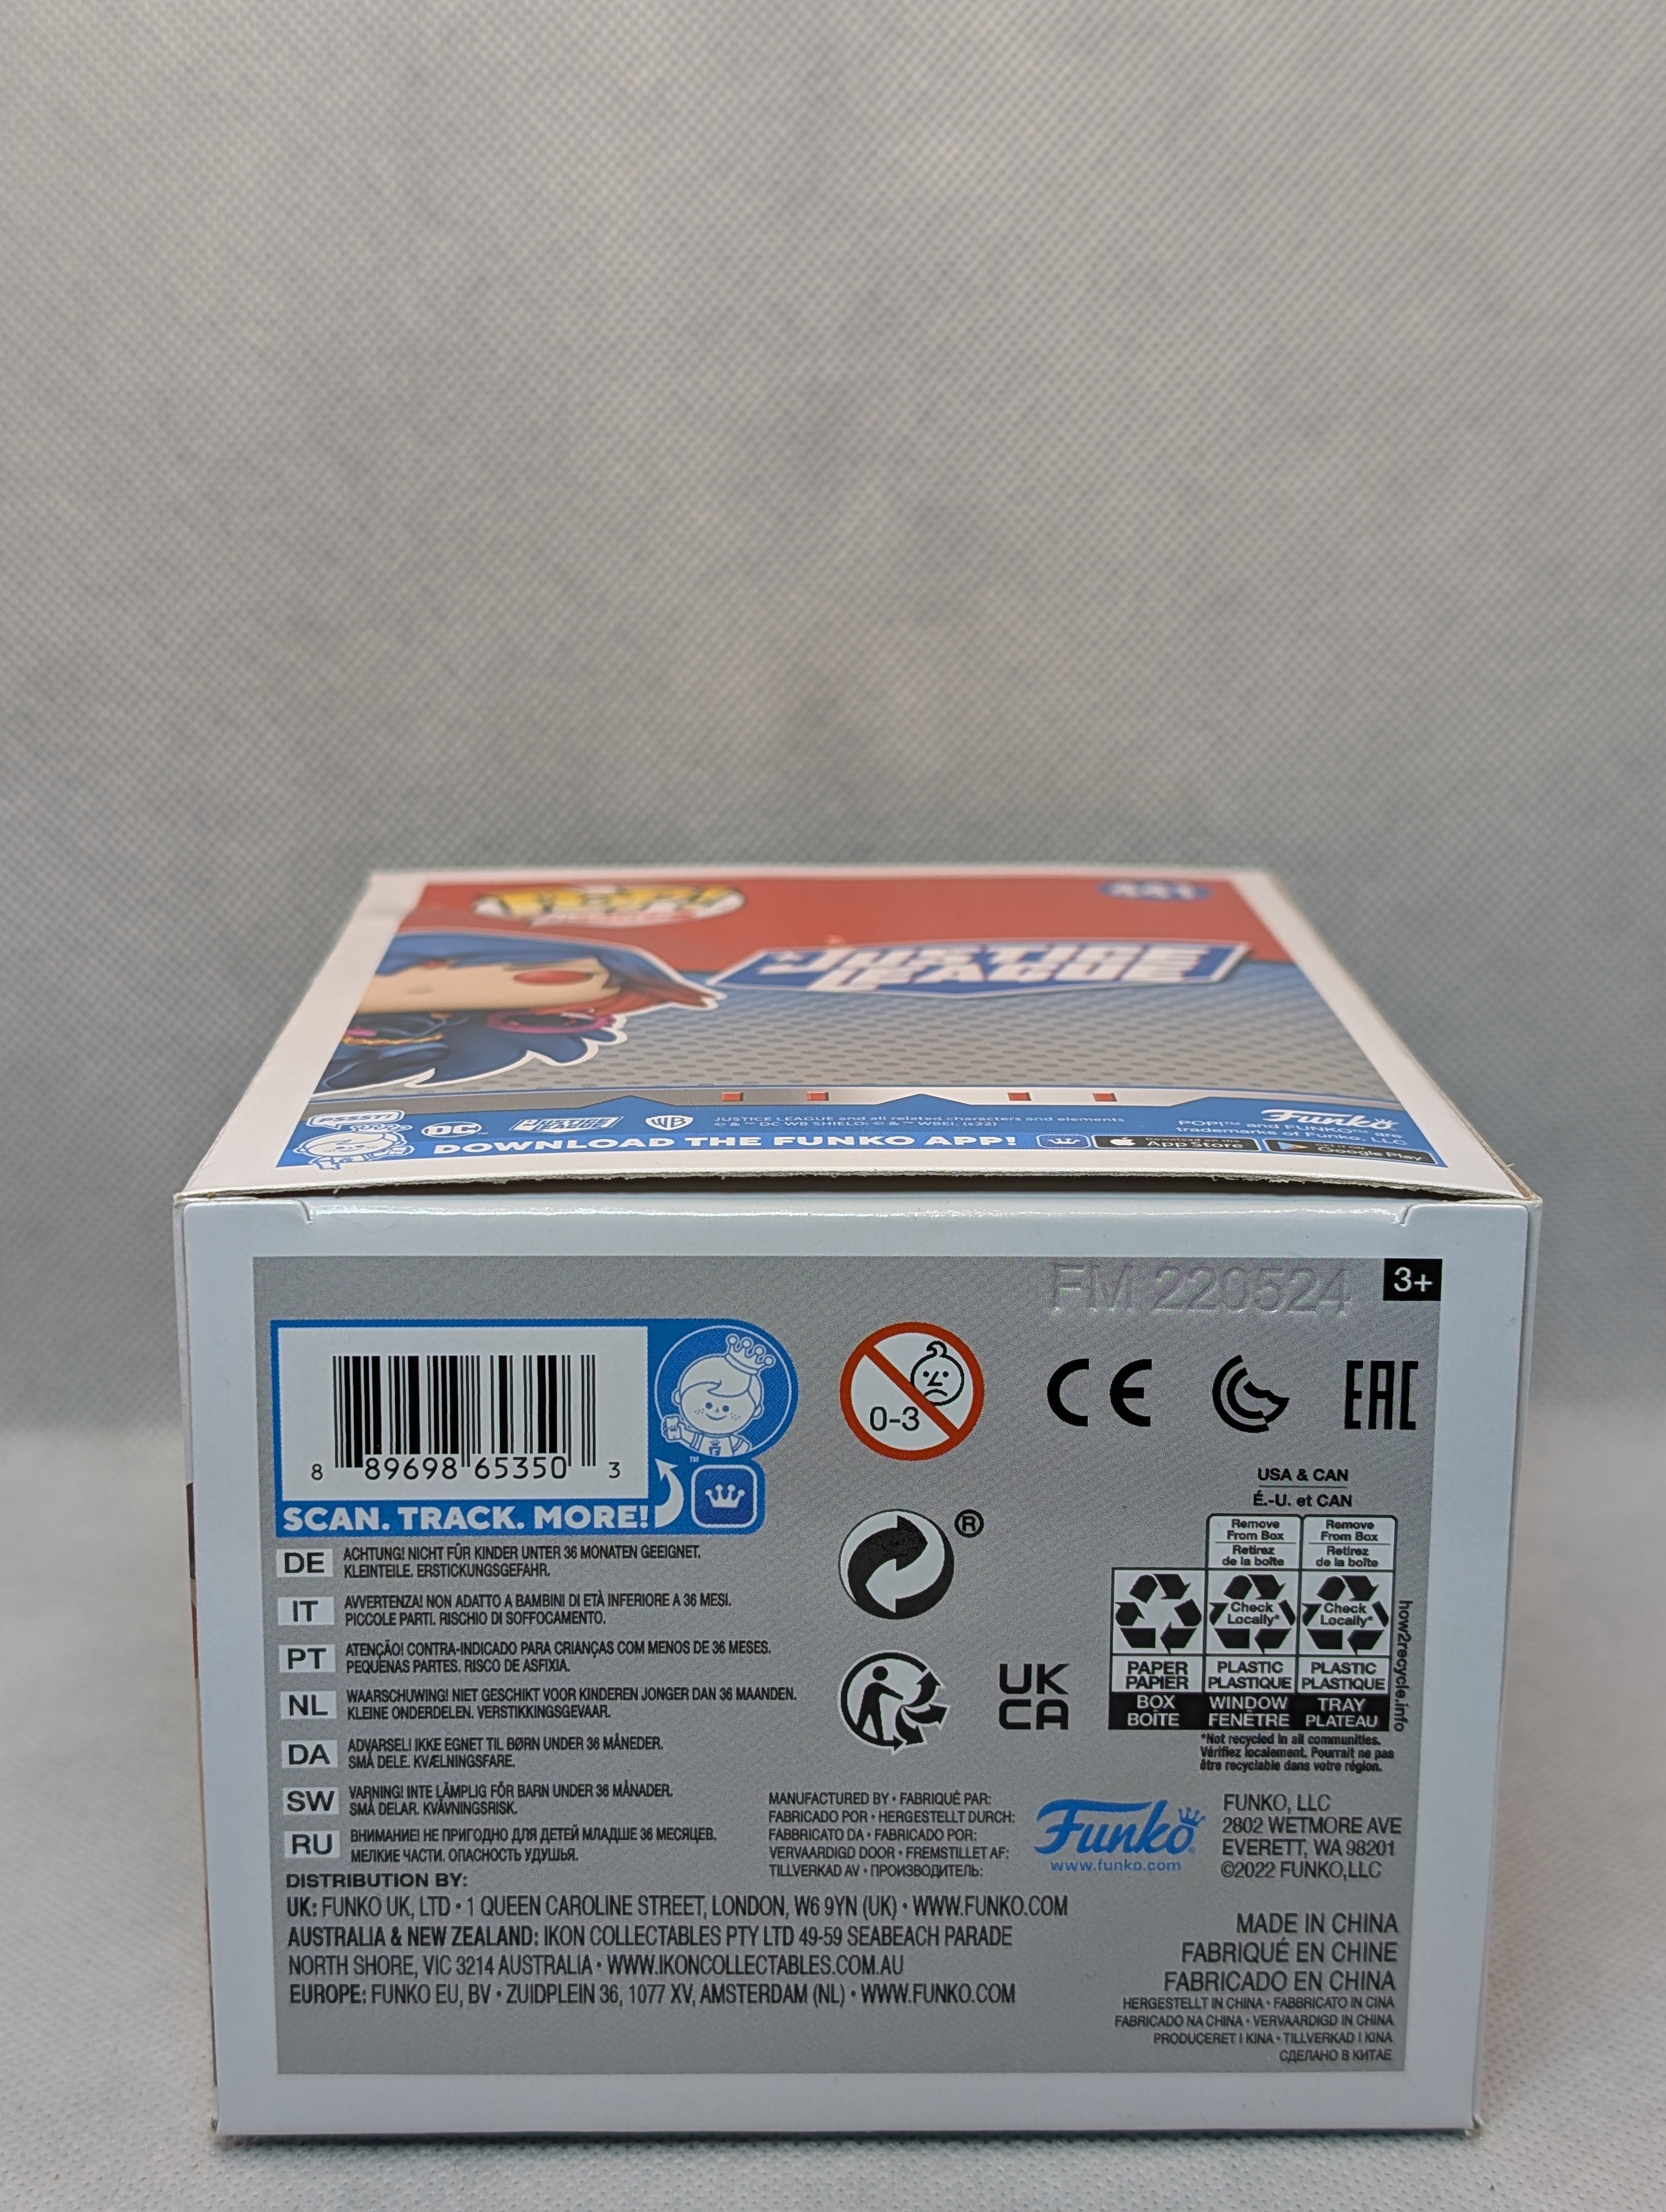 POP!
441
JUSTICE
LEAGUE
PSSST!
DC
JUSTICE LEAGUE
WB
JUSTICE LEAGUE and all related characters and elements
© & ™ DC WB SHIELD: © & ™ WBEI. (s22)
Funko
POP!™ and FUNKO™ are
trademarks of Funko, LLC
DOWNLOAD THE FUNKO APP!
Download on the
App Store
Google Play
FM 220524
3+
8 89698 65350 3
™
SCAN. TRACK. MORE!
0-3
CE
EAC
USA & CAN
É.-U. et CAN
®
Remove
From Box
Retirez
de la boîte
Remove
From Box
Retirez
de la boîte
Check
Locally*
Check
Locally*
PAPER
PAPIER
PLASTIC
PLASTIQUE
PLASTIC
PLASTIQUE
BOX
BOÎTE
WINDOW
FENÊTRE
TRAY
PLATEAU
how2recycle.info
*Not recycled in all communities.
Vérifiez localement. Pourrait ne pas
être recyclable dans votre région.
UK
CA
DE ACHTUNG! NICHT FÜR KINDER UNTER 36 MONATEN GEEIGNET.
KLEINTEILE. ERSTICKUNGSGEFAHR.
IT AVVERTENZA! NON ADATTO A BAMBINI DI ETÀ INFERIORE A 36 MESI.
PICCOLE PARTI. RISCHIO DI SOFFOCAMENTO.
PT ATENÇÃO! CONTRA-INDICADO PARA CRIANÇAS COM MENOS DE 36 MESES.
PEQUENAS PARTES. RISCO DE ASFIXIA.
NL WAARSCHUWING! NIET GESCHIKT VOOR KINDEREN JONGER DAN 36 MAANDEN.
KLEINE ONDERDELEN. VERSTIKKINGSGEVAAR.
DA ADVARSEL! IKKE EGNET TIL BØRN UNDER 36 MÅNEDER.
SMÅ DELE. KVÆLNINGSFARE.
SW VARNING! INTE LÄMPLIG FÖR BARN UNDER 36 MÅNADER.
SMÅ DELAR. KVÄVNINGSRISK.
RU ВНИМАНИЕ! НЕ ПРИГОДНО ДЛЯ ДЕТЕЙ МЛАДШЕ 36 МЕСЯЦЕВ.
МЕЛКИЕ ЧАСТИ. ОПАСНОСТЬ УДУШЬЯ.
MANUFACTURED BY • FABRIQUÉ PAR:
FABRICADO POR • HERGESTELLT DURCH:
FABBRICATO DA • FABRICADO POR:
VERVAARDIGD DOOR • FREMSTILLET AF:
TILLVERKAD AV • ПРОИЗВОДИТЕЛЬ:
Funko
www.funko.com
FUNKO, LLC
2802 WETMORE AVE
EVERETT, WA 98201
©2022 FUNKO,LLC
DISTRIBUTION BY:
UK: FUNKO UK, LTD • 1 QUEEN CAROLINE STREET, LONDON, W6 9YN (UK) • WWW.FUNKO.COM
AUSTRALIA & NEW ZEALAND: IKON COLLECTABLES PTY LTD 49-59 SEABEACH PARADE
NORTH SHORE, VIC 3214 AUSTRALIA • WWW.IKONCOLLECTABLES.COM.AU
EUROPE: FUNKO EU, BV • ZUIDPLEIN 36, 1077 XV, AMSTERDAM (NL) • WWW.FUNKO.COM
MADE IN CHINA
FABRIQUÉ EN CHINE
FABRICADO EN CHINA
HERGESTELLT IN CHINA • FABBRICATO IN CINA
FABRICADO NA CHINA • VERVAARDIGD IN CHINA
PRODUCERET I KINA • TILLVERKAD I KINA
СДЕЛАНО В КИТАЕ